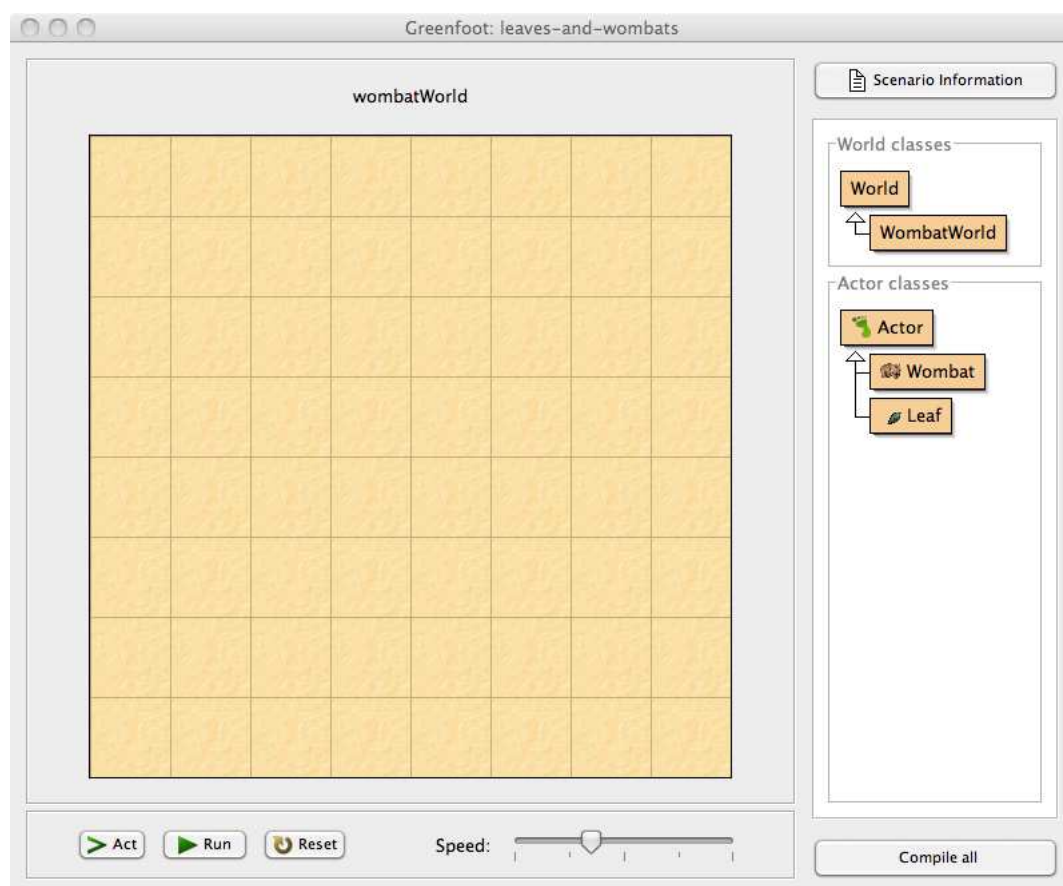 Greenfoot: leaves-and-wombats
wombatWorld
Scenario Information
World classes
World
WombatWorld
Actor classes
Actor
Wombat
Leaf
Act
Run
Reset
Speed:
Compile all